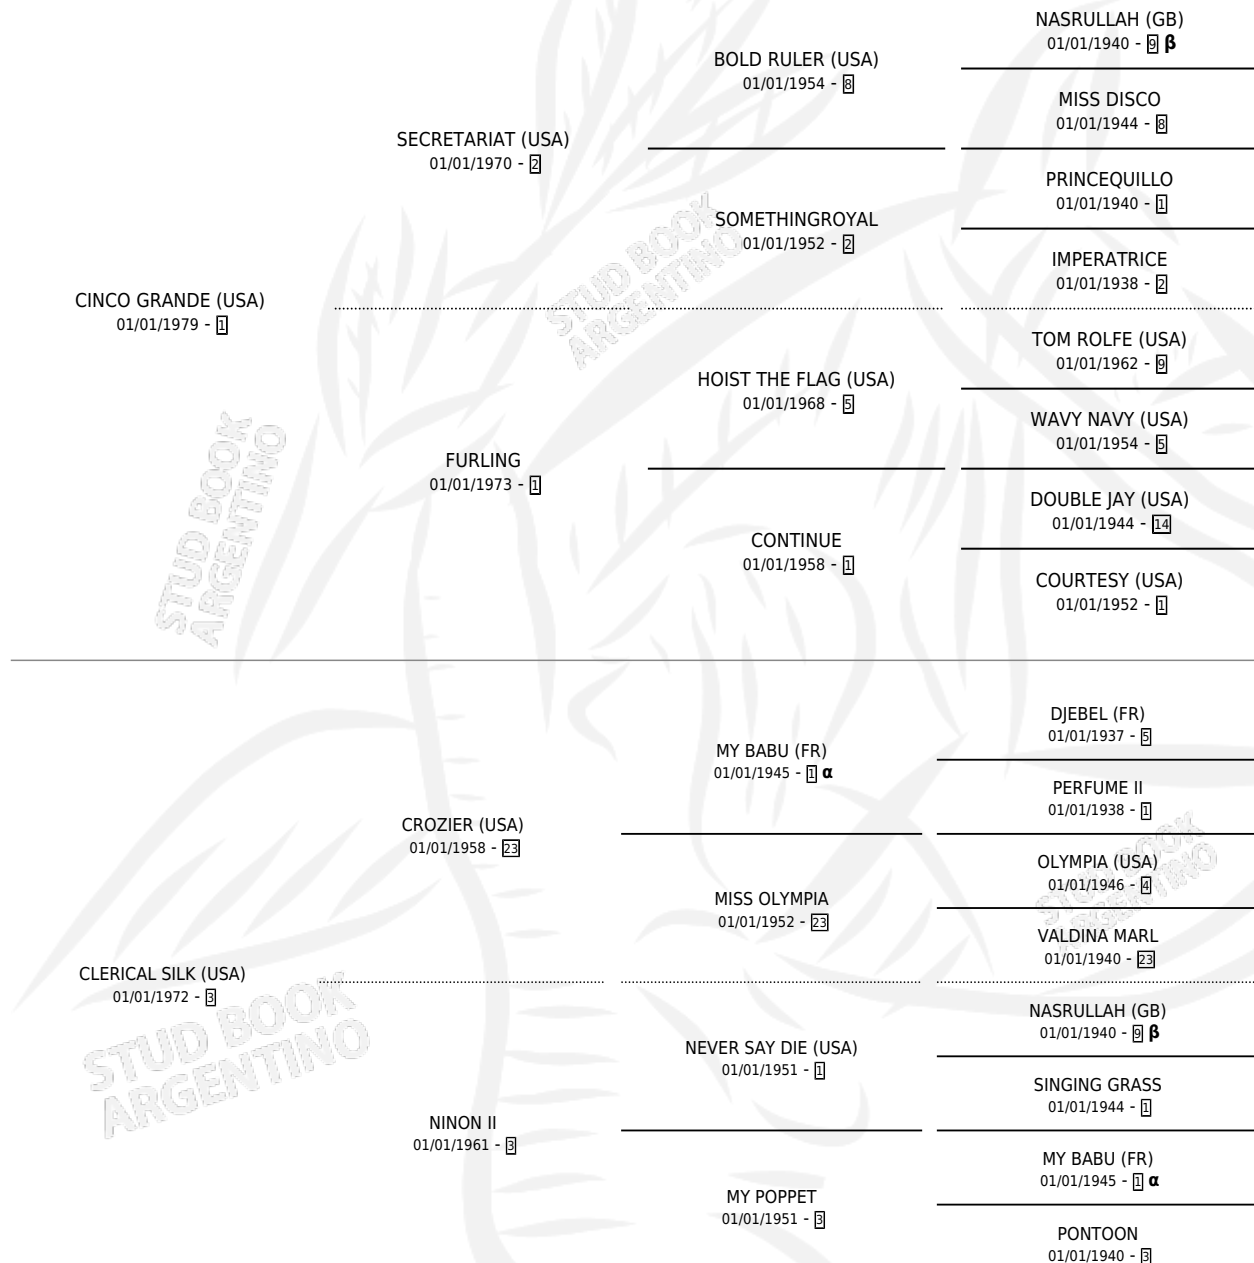 NASRULLAH (GB)
01/01/1940 - 9 β
BOLD RULER (USA)
01/01/1954 - 8
MISS DISCO
01/01/1944 - 8
SECRETARIAT (USA)
01/01/1970 - 2
PRINCEQUILLO
01/01/1940 - 1
SOMETHINGROYAL
01/01/1952 - 2
IMPERATRICE
01/01/1938 - 2
CINCO GRANDE (USA)
01/01/1979 - 1
TOM ROLFE (USA)
01/01/1962 - 9
HOIST THE FLAG (USA)
01/01/1968 - 5
WAVY NAVY (USA)
01/01/1954 - 5
FURLING
01/01/1973 - 1
DOUBLE JAY (USA)
01/01/1944 - 14
CONTINUE
01/01/1958 - 1
COURTESY (USA)
01/01/1952 - 1
DJEBEL (FR)
01/01/1937 - 5
MY BABU (FR)
01/01/1945 - 1 α
PERFUME II
01/01/1938 - 1
CROZIER (USA)
01/01/1958 - 23
OLYMPIA (USA)
01/01/1946 - 4
MISS OLYMPIA
01/01/1952 - 23
VALDINA MARL
01/01/1940 - 23
CLERICAL SILK (USA)
01/01/1972 - 3
NASRULLAH (GB)
01/01/1940 - 9 β
NEVER SAY DIE (USA)
01/01/1951 - 1
SINGING GRASS
01/01/1944 - 1
NINON II
01/01/1961 - 3
MY BABU (FR)
01/01/1945 - 1 α
MY POPPET
01/01/1951 - 3
PONTOON
01/01/1940 - 3
STUD BOOK
ARGENTINO
STUD BOOK
ARGENTINO
STUD BOOK
ARGENTINO
STUD BOOK
ARGENTINO